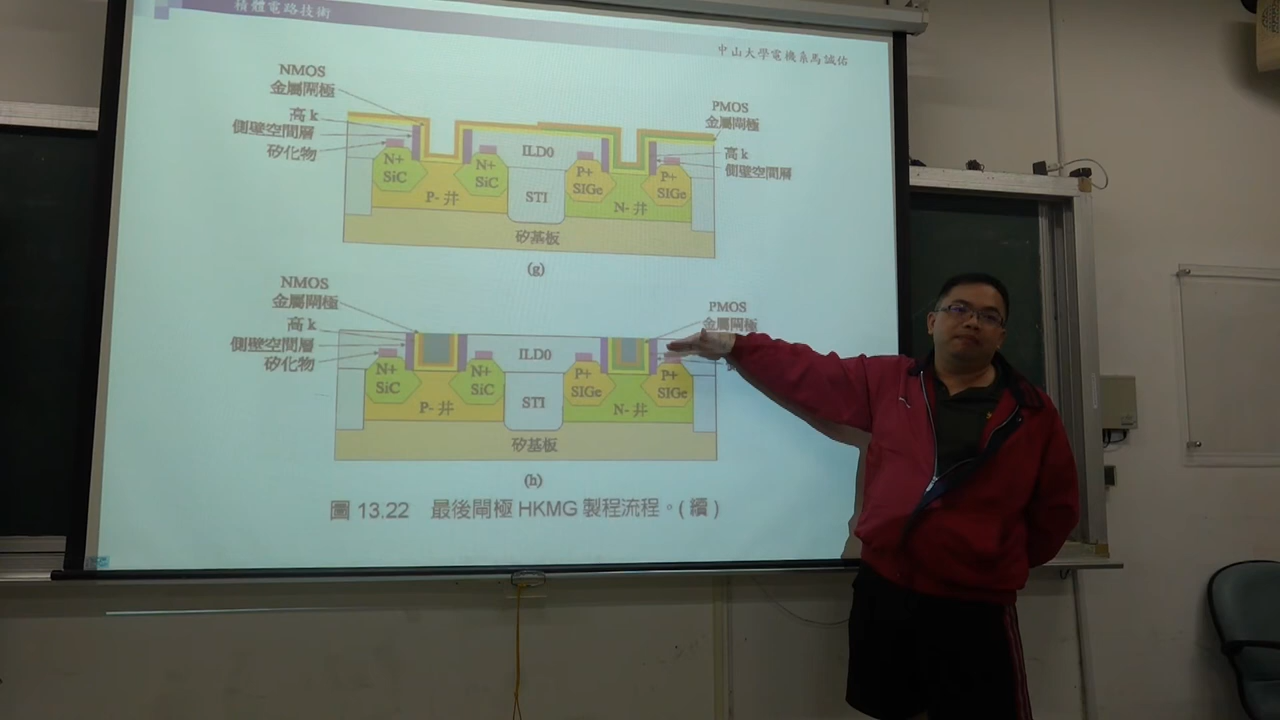 積體電路技術
中山大學電機系馬誠佑
NMOS
金屬閘極
高 k
側壁空間層
矽化物
PMOS
金屬閘極
高 k
側壁空間層
N+
SiC
N+
SiC
ILD0
P+
SIGe
P+
SIGe
P- 井
STI
N- 井
矽基板
(g)
NMOS
金屬閘極
高 k
側壁空間層
矽化物
PMOS
金屬閘極
N+
SiC
N+
SiC
ILD0
P+
SIGe
P+
SIGe
P- 井
STI
N- 井
矽基板
(h)
圖 13.22 最後閘極 HKMG 製程流程。( 續 )